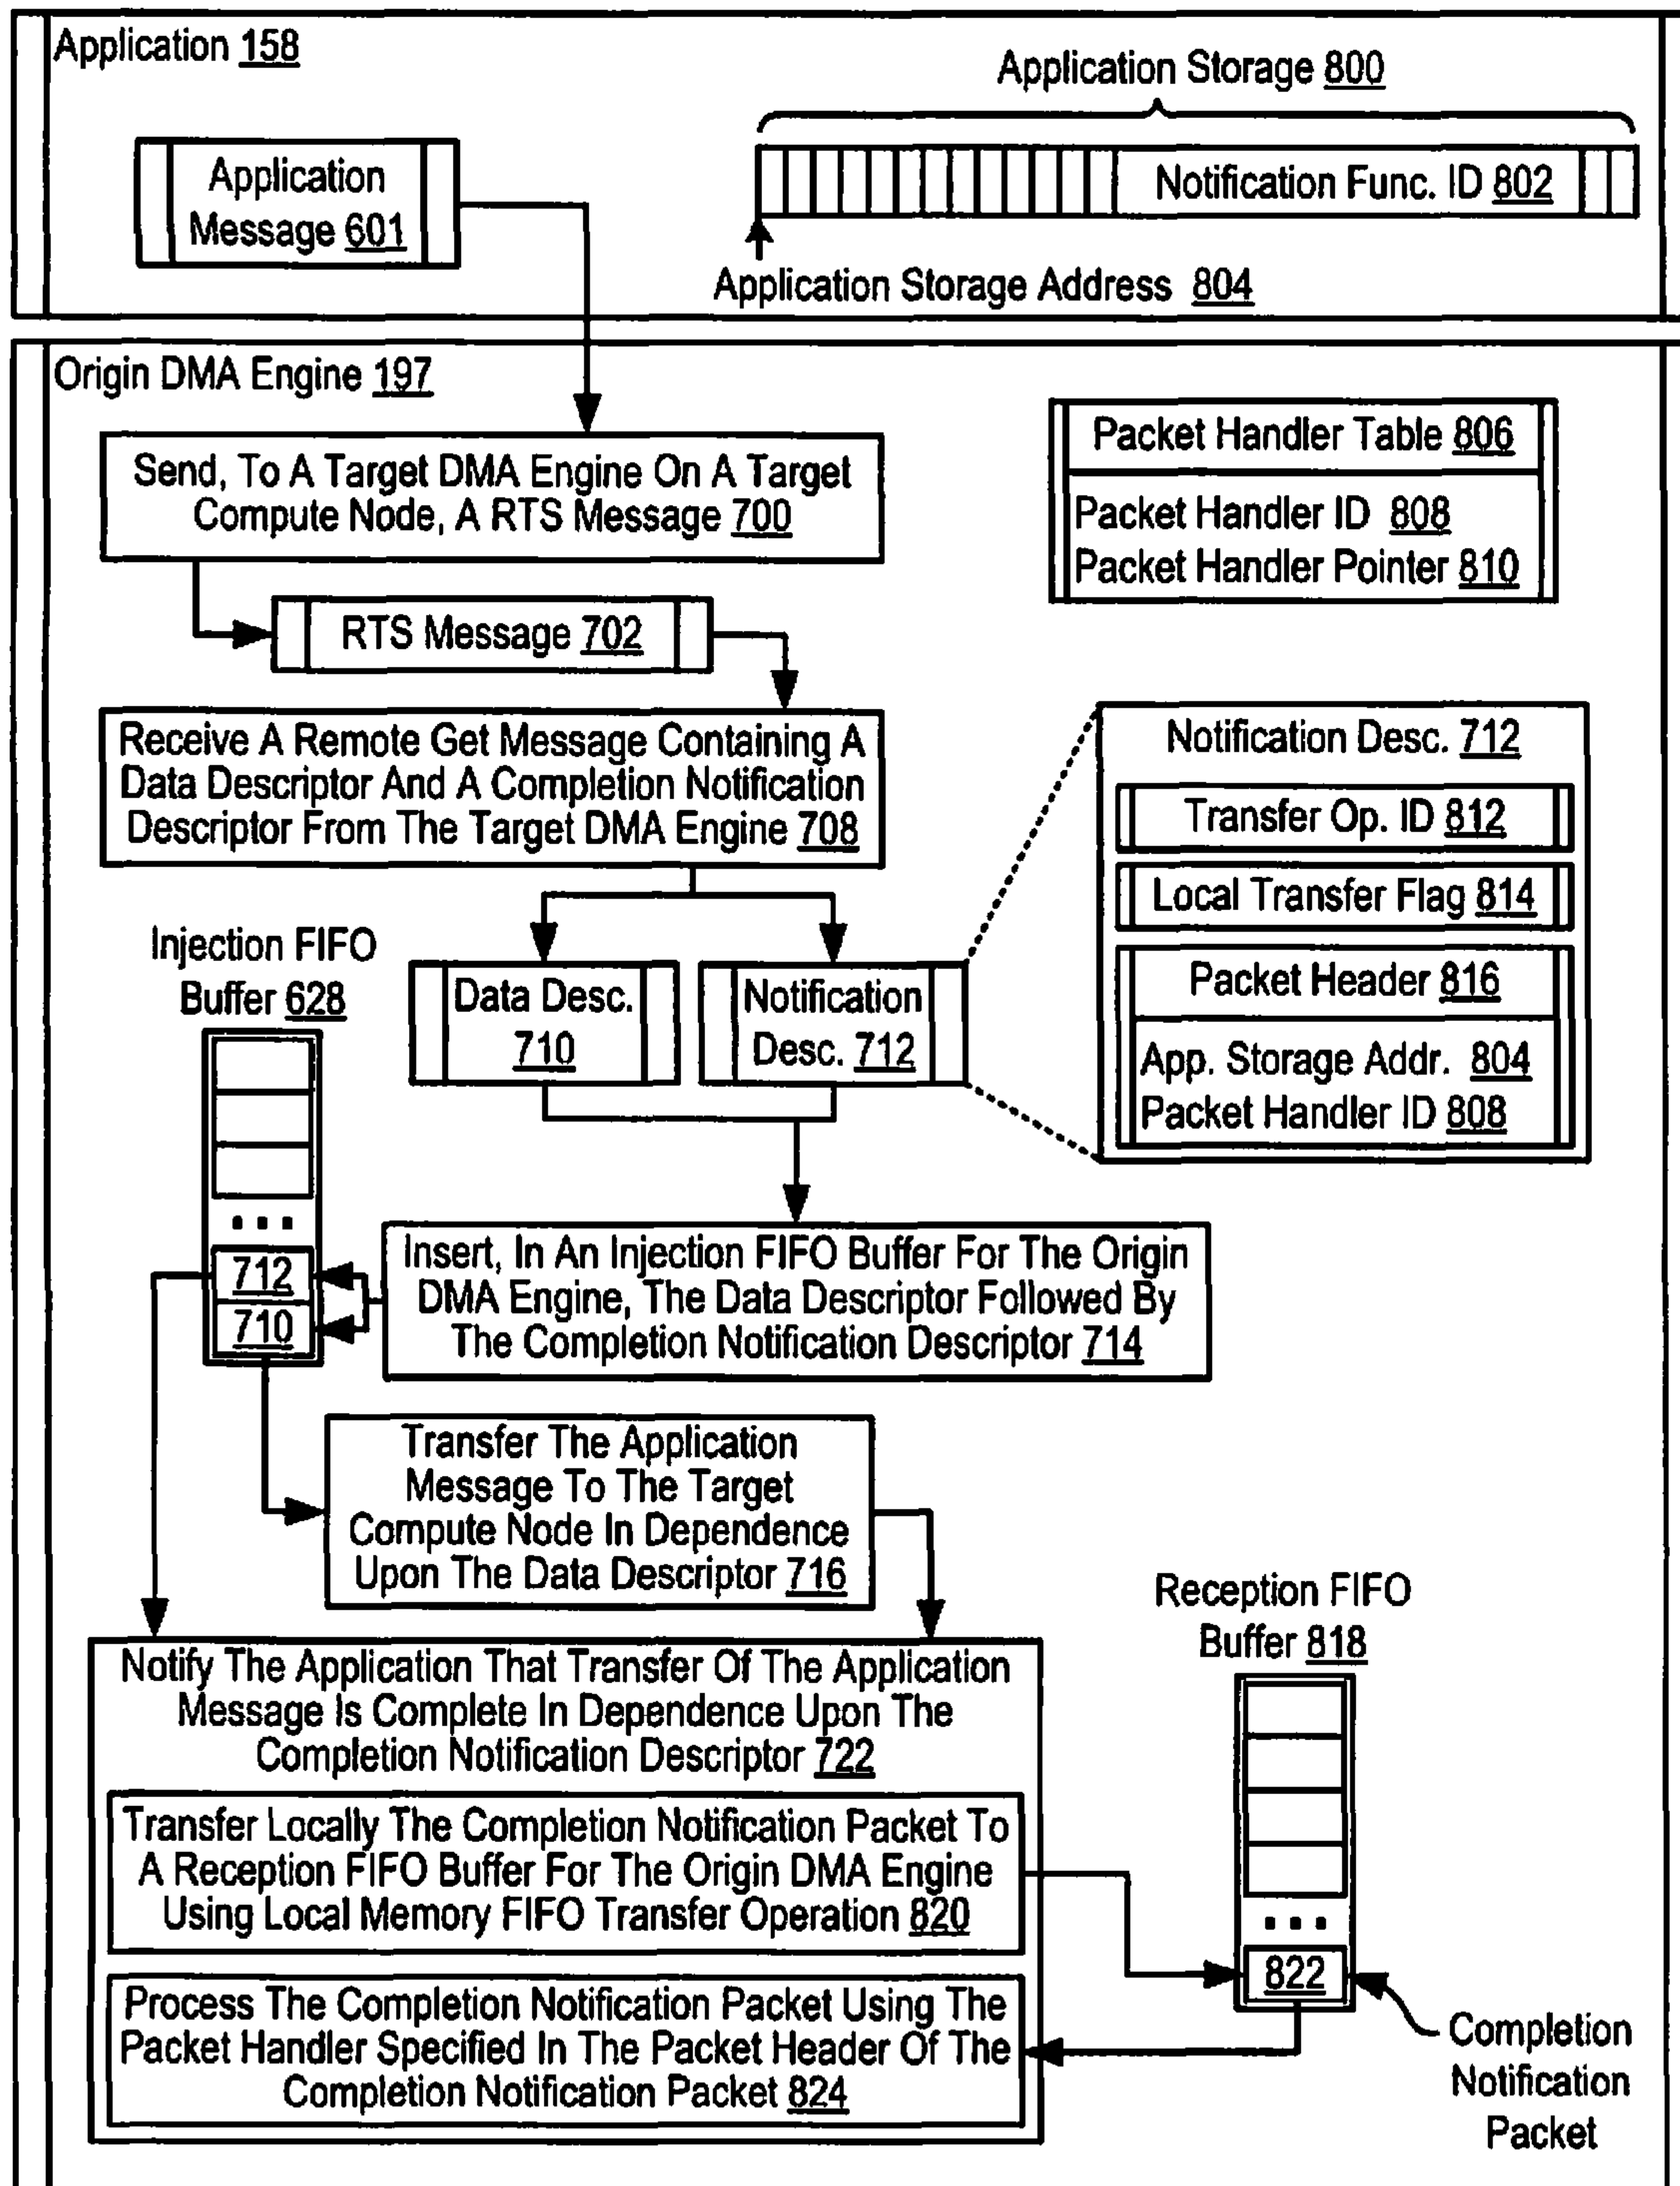 Application 158
Application Storage 800
Application
Message 601
Notification Func. ID 802
Application Storage Address 804
Origin DMA Engine 197
Send, To A Target DMA Engine On A Target
Compute Node, A RTS Message 700
Packet Handler Table 806
Packet Handler ID 808
Packet Handler Pointer 810
RTS Message 702
Receive A Remote Get Message Containing A
Data Descriptor And A Completion Notification
Descriptor From The Target DMA Engine 708
Notification Desc. 712
Transfer Op. ID 812
Local Transfer Flag 814
Packet Header 816
App. Storage Addr. 804
Packet Handler ID 808
Injection FIFO
Buffer 628
Data Desc.
710
Notification
Desc. 712
...
712
710
Insert, In An Injection FIFO Buffer For The Origin
DMA Engine, The Data Descriptor Followed By
The Completion Notification Descriptor 714
Transfer The Application
Message To The Target
Compute Node In Dependence
Upon The Data Descriptor 716
Reception FIFO
Buffer 818
Notify The Application That Transfer Of The Application
Message Is Complete In Dependence Upon The
Completion Notification Descriptor 722
Transfer Locally The Completion Notification Packet To
A Reception FIFO Buffer For The Origin DMA Engine
Using Local Memory FIFO Transfer Operation 820
...
822
Process The Completion Notification Packet Using The
Packet Handler Specified In The Packet Header Of The
Completion Notification Packet 824
Completion
Notification
Packet